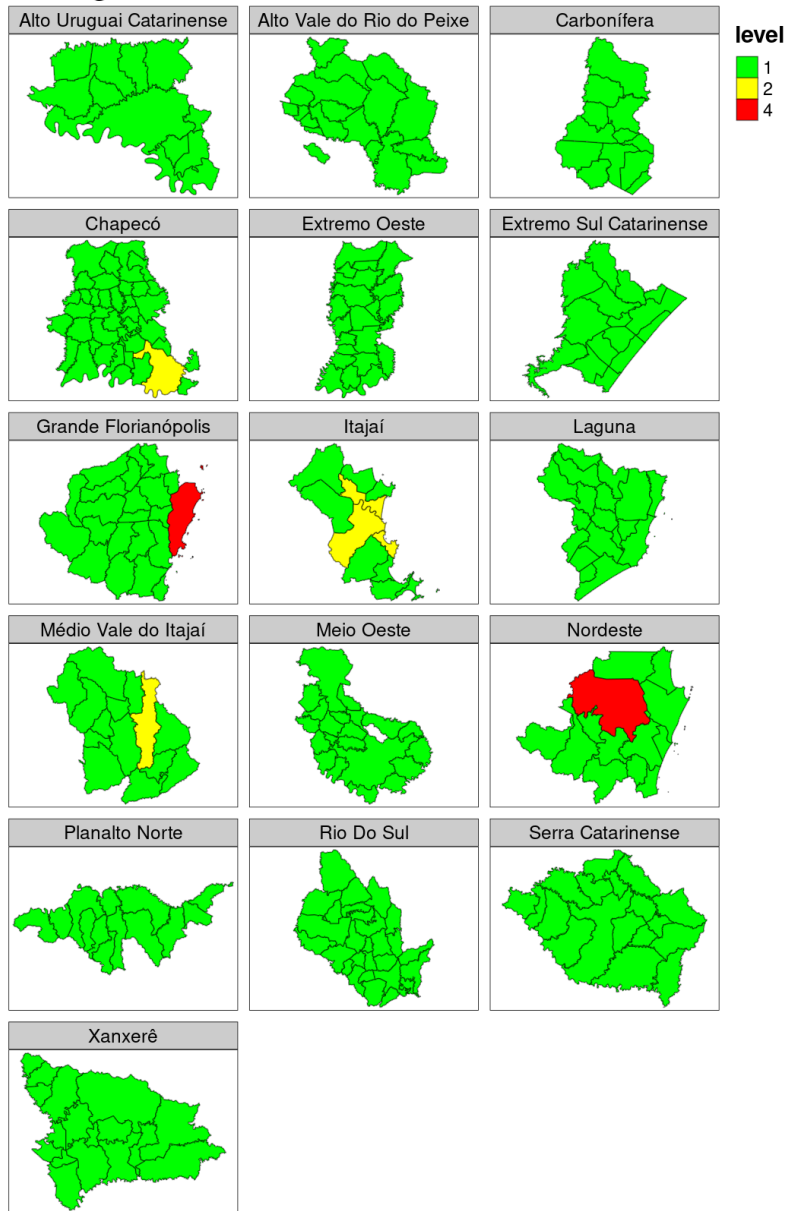 Alto Uruguai Catarinense
Alto Vale do Rio do Peixe
Carbonífera
level
1
2
4
Chapecó
Extremo Oeste
Extremo Sul Catarinense
Grande Florianópolis
Itajaí
Laguna
Médio Vale do Itajaí
Meio Oeste
Nordeste
Planalto Norte
Rio Do Sul
Serra Catarinense
Xanxerê